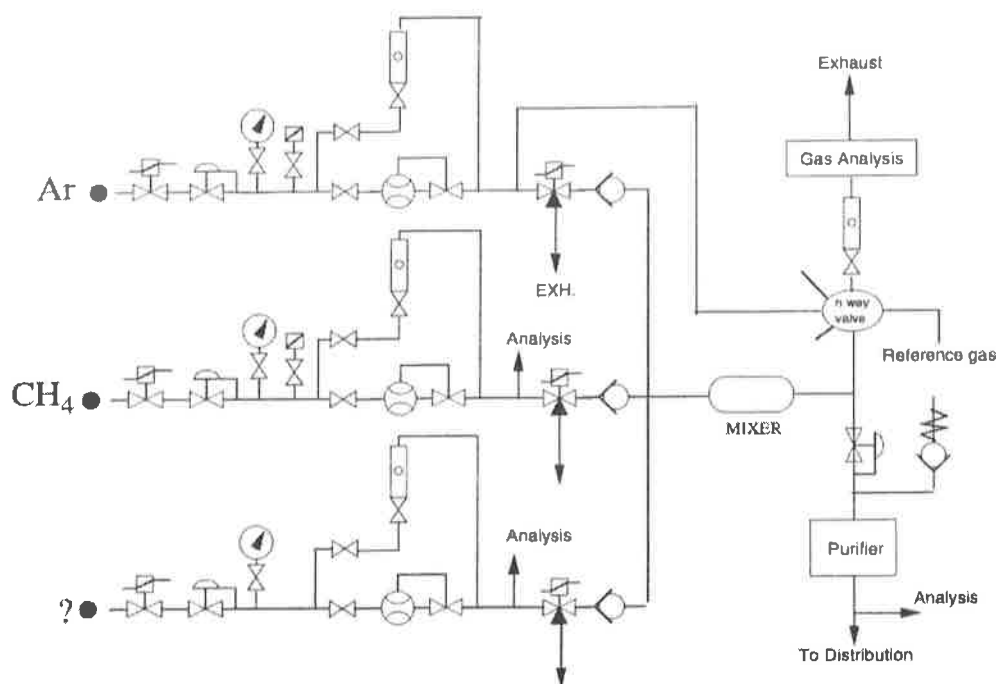 Exhaust
Gas Analysis
Ar
EXH.
n way
valve
Analysis
Reference gas
CH₄
MIXER
Analysis
Purifier
?
Analysis
To Distribution